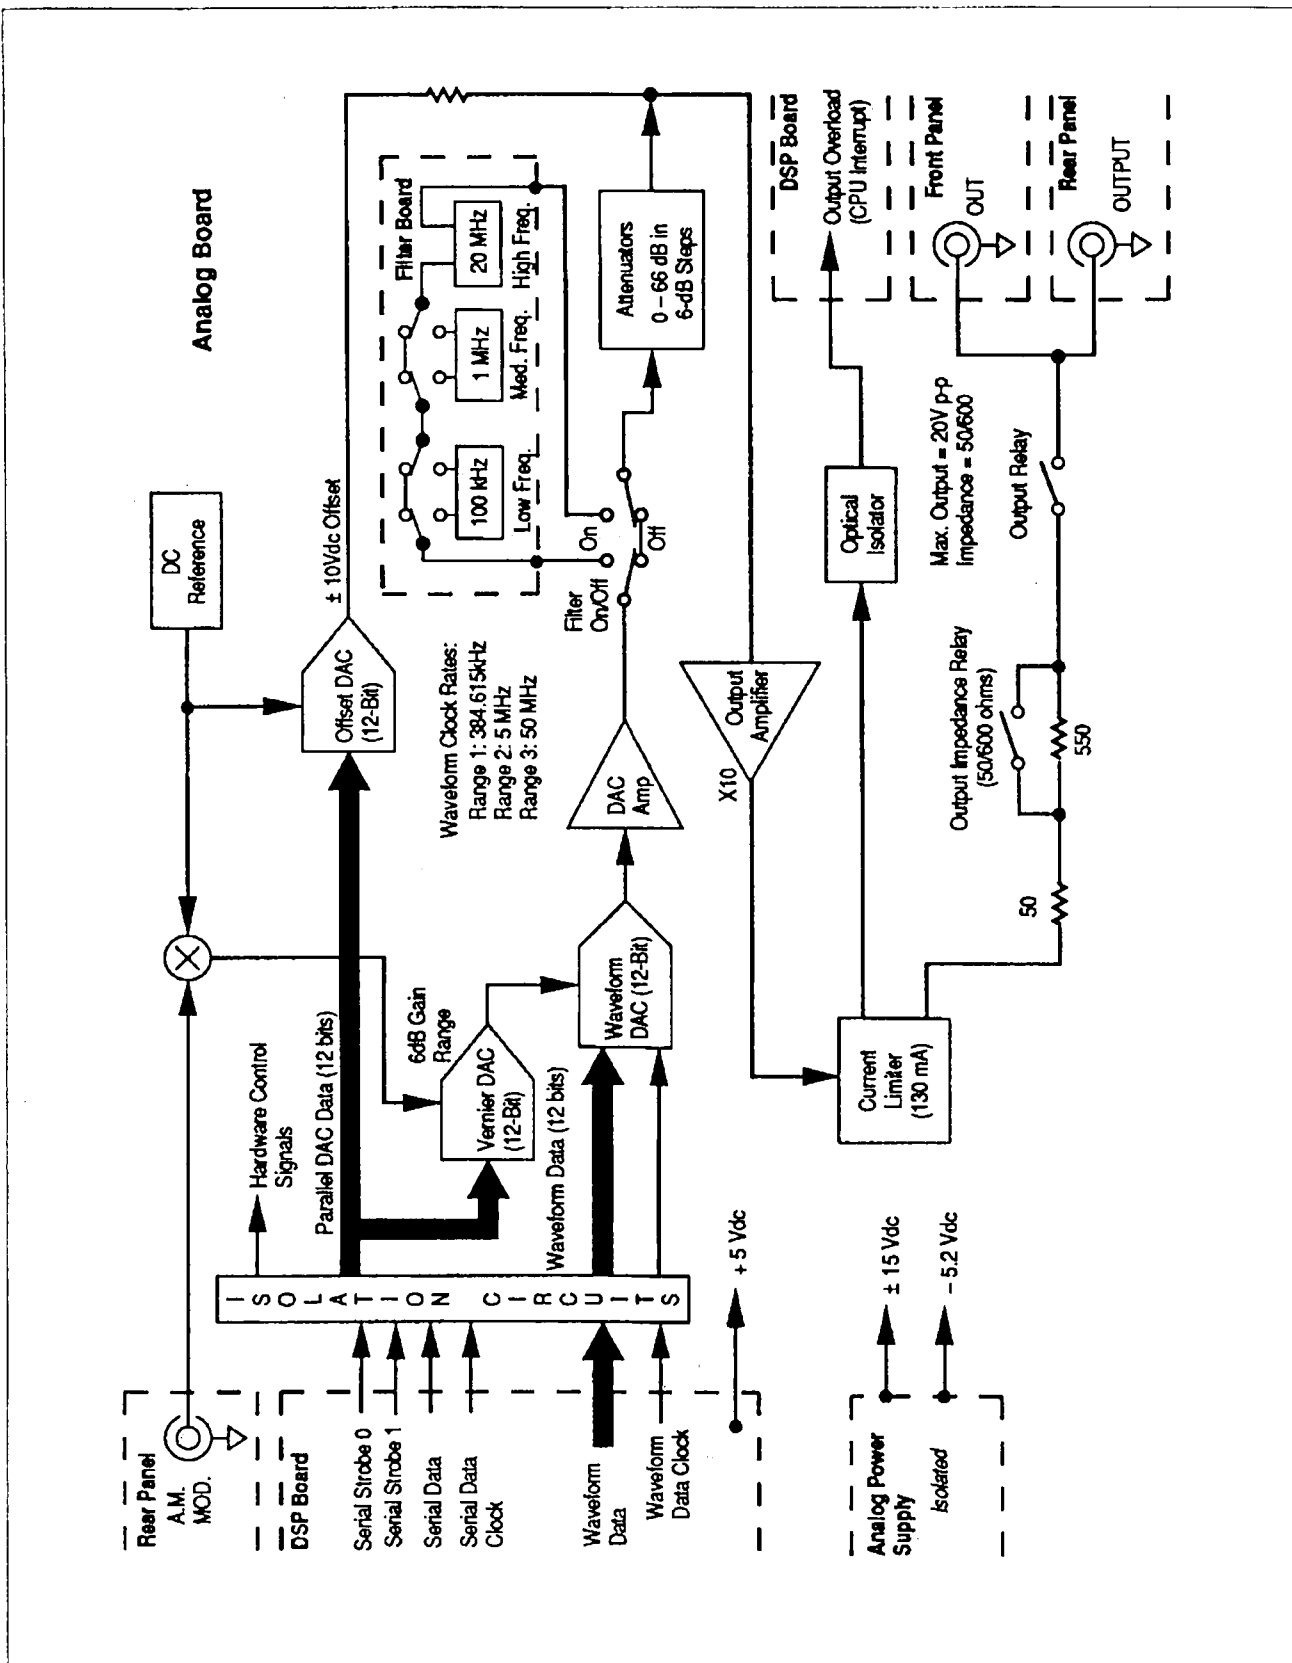 Analog Board
Rear Panel
A.M.
MOD.
DC
Reference
Hardware Control
Signals
Parallel DAC Data (12 bits)
Offset DAC
(12-Bit)
± 10Vdc Offset
DSP Board
Serial Strobe 0
Serial Strobe 1
Serial Data
Serial Data
Clock
Waveform
Data
Waveform
Data Clock
ISOLATION CIRCUITS
6dB Gain
Range
Vernier DAC
(12-Bit)
Waveform Data (12 bits)
Waveform
DAC (12-Bit)
DAC
Amp
Waveform Clock Rates:
Range 1: 384.615kHz
Range 2: 5 MHz
Range 3: 50 MHz
Filter Board
100 kHz
1 MHz
20 MHz
Low Freq.
Med. Freq.
High Freq.
Filter
On/Off
On
Off
Attenuators
0 – 66 dB in
6-dB Steps
+ 5 Vdc
X10
Output
Amplifier
DSP Board
Output Overload
(CPU Interrupt)
Analog Power
Supply
Isolated
± 15 Vdc
– 5.2 Vdc
Current
Limiter
(130 mA)
Optical
Isolator
Max. Output = 20V p-p
Impedance = 50/600
Front Panel
OUT
Output Impedance Relay
(50/600 ohms)
Output Relay
50
550
Rear Panel
OUTPUT